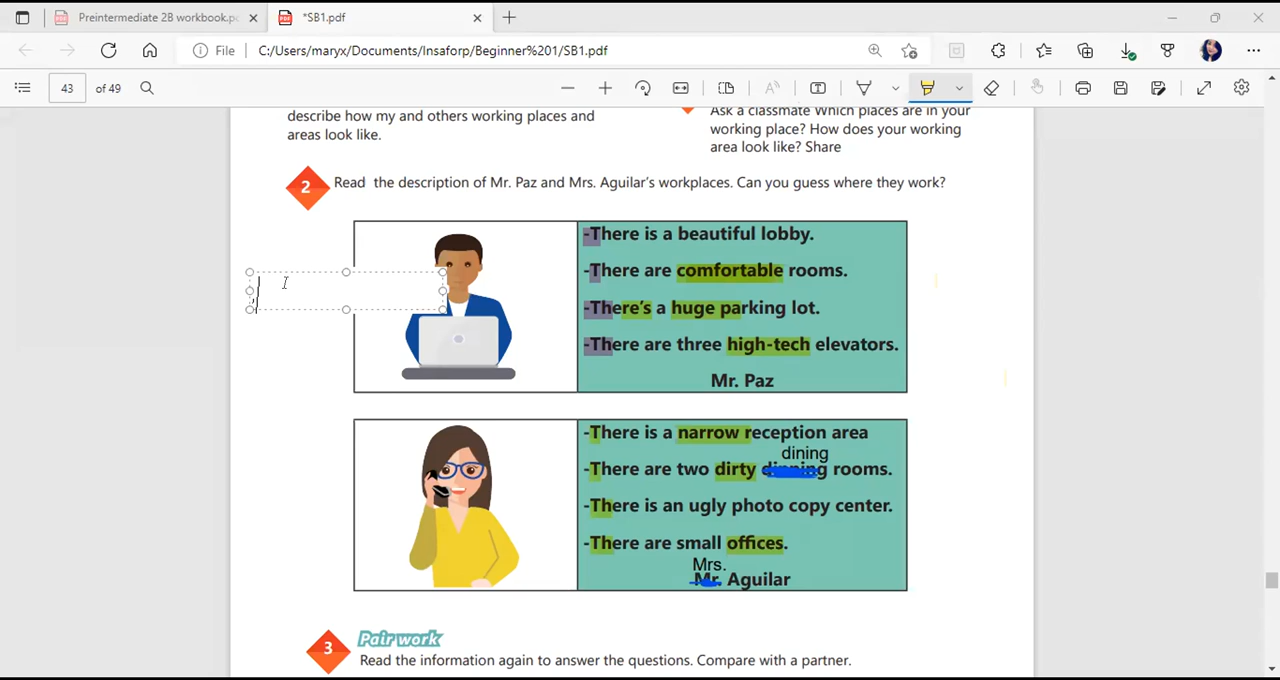 Preintermediate 2B workbook.p
*SB1.pdf
File
C:/Users/maryx/Documents/Insaforp/Beginner%201/SB1.pdf
43
of 49
describe how my and others working places and
areas look like.
Ask a classmate Which places are in your
working place? How does your working
area look like? Share
2
Read the description of Mr. Paz and Mrs. Aguilar's workplaces. Can you guess where they work?
-There is a beautiful lobby.
-There are comfortable rooms.
-There's a huge parking lot.
-There are three high-tech elevators.
Mr. Paz
-There is a narrow reception area
dining
-There are two dirty dinning rooms.
-There is an ugly photo copy center.
-There are small offices.
Mrs.
Mr. Aguilar
3
Pair work
Read the information again to answer the questions. Compare with a partner.